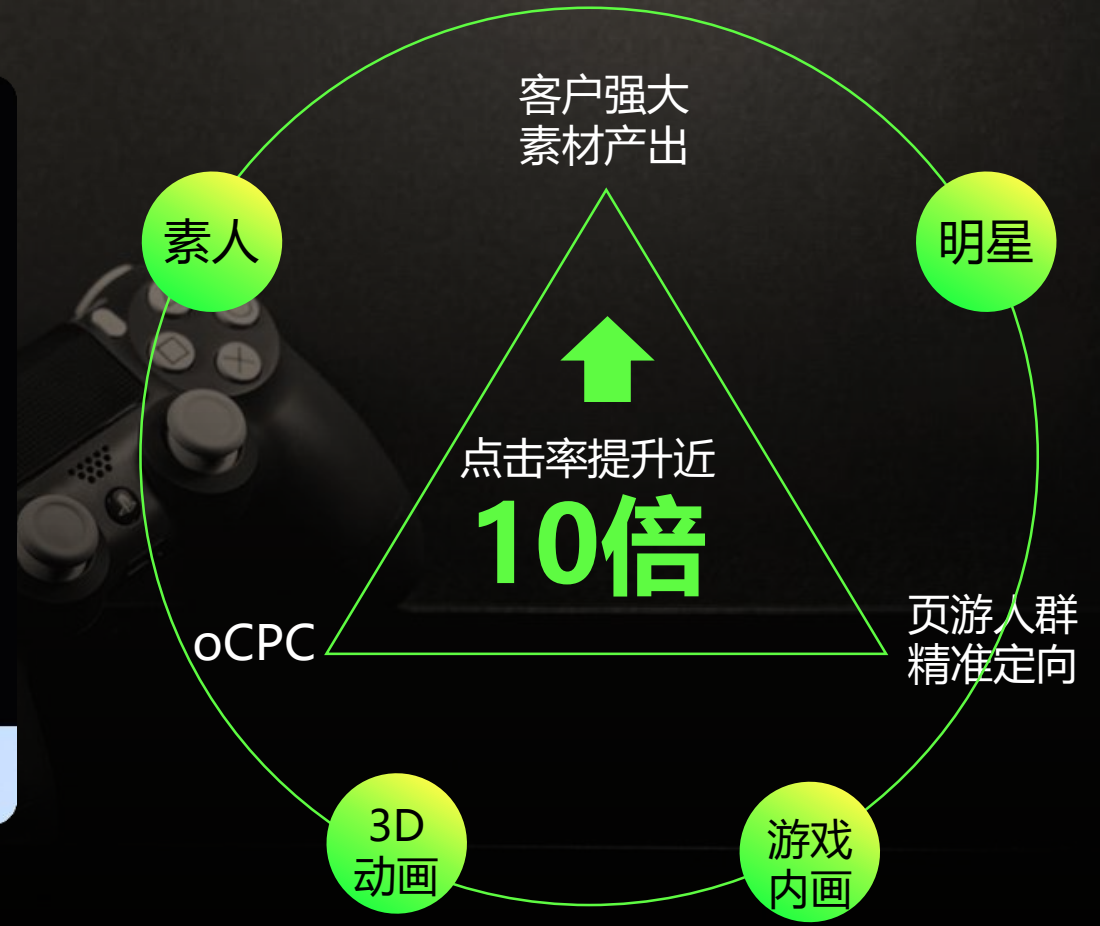 客户强大
素材产出
素人
明星
点击率提升近
10倍
oCPC
页游人群
精准定向
3D
动画
游戏
内画